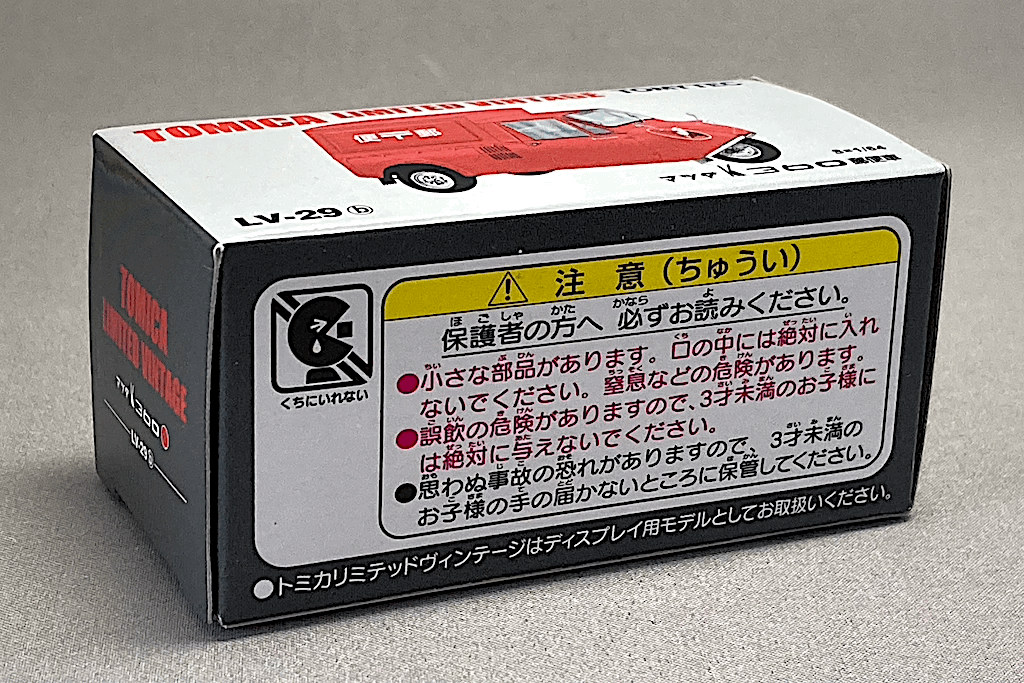 TOMICA LIMITED VINTAGE TOMYTEC
郵便
S=1/64
マツダK360 郵便車
LV-29 b
TOMICA
LIMITED VINTAGE
マツダK360
LV-29 b
注意(ちゅうい)
保護者の方へ 必ずお読みください。
●小さな部品があります。口の中には絶対に入れ
ないでください。窒息などの危険があります。
●誤飲の危険がありますので、3才未満のお子様に
は絶対に与えないでください。
●思わぬ事故の恐れがありますので、3才未満の
お子様の手の届かないところに保管してください。
くちにいれない
●トミカリミテッドヴィンテージはディスプレイ用モデルとしてお取扱いください。